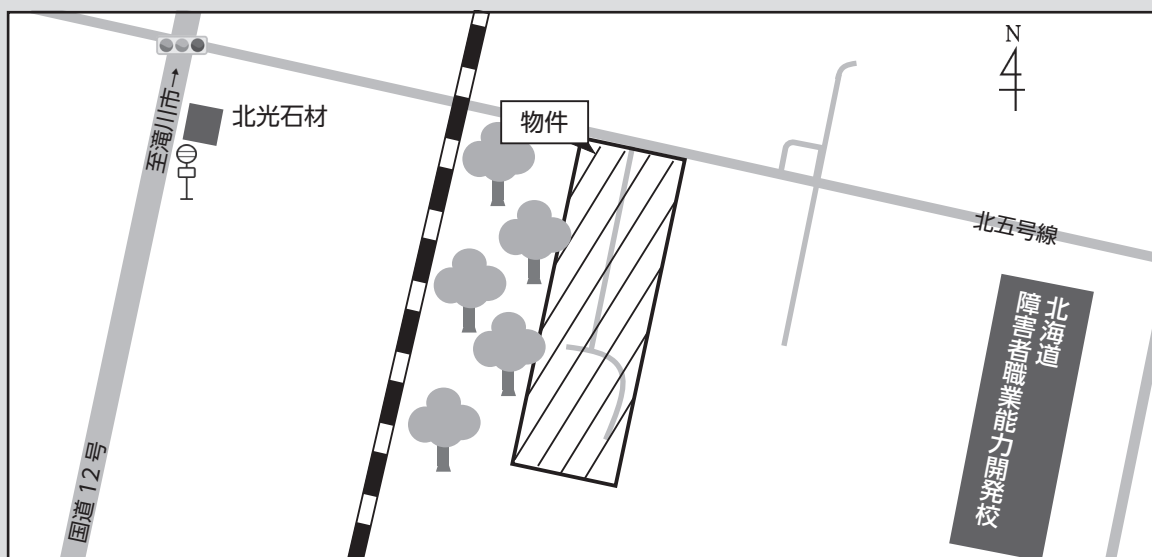 N
至滝川市→
北光石材
物件
北五号線
北海道
障害者職業能力開発校
国道12号